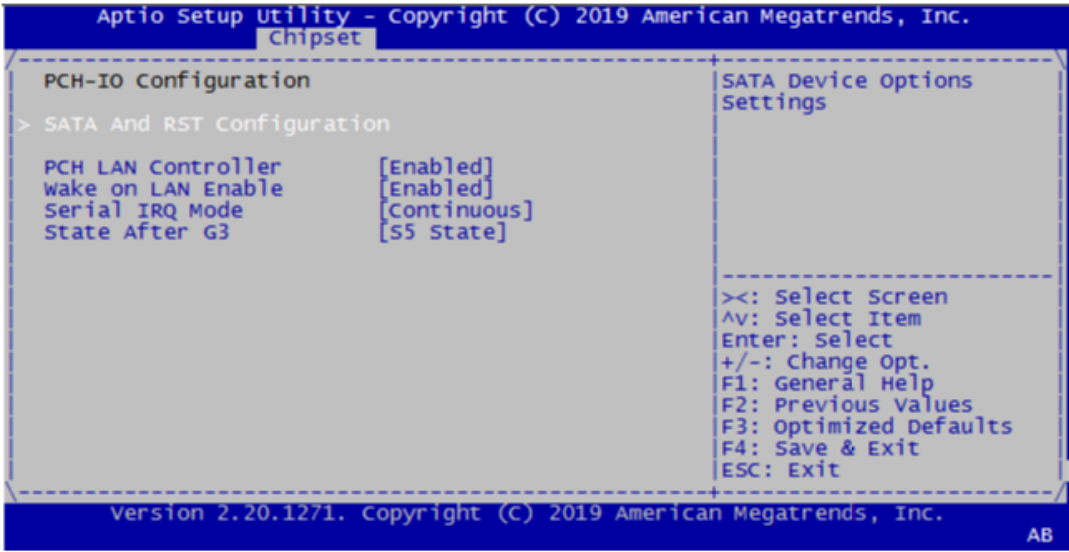 Aptio Setup Utility - Copyright (C) 2019 American Megatrends, Inc.
Chipset
PCH-IO Configuration
> SATA And RST Configuration
PCH LAN Controller [Enabled]
Wake on LAN Enable [Enabled]
Serial IRQ Mode [Continuous]
State After G3 [S5 State]
SATA Device Options
Settings
><: Select Screen
^v: Select Item
Enter: Select
+/-: Change Opt.
F1: General Help
F2: Previous Values
F3: Optimized Defaults
F4: Save & Exit
ESC: Exit
Version 2.20.1271. Copyright (C) 2019 American Megatrends, Inc.
AB